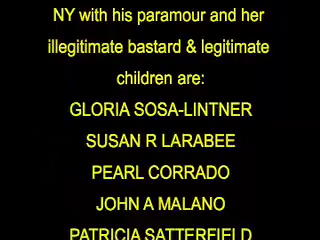 NY with his paramour and her
illegitimate bastard & legitimate
children are:
GLORIA SOSA-LINTNER
SUSAN R LARABEE
PEARL CORRADO
JOHN A MALANO
PATRICIA SATTERFIELD